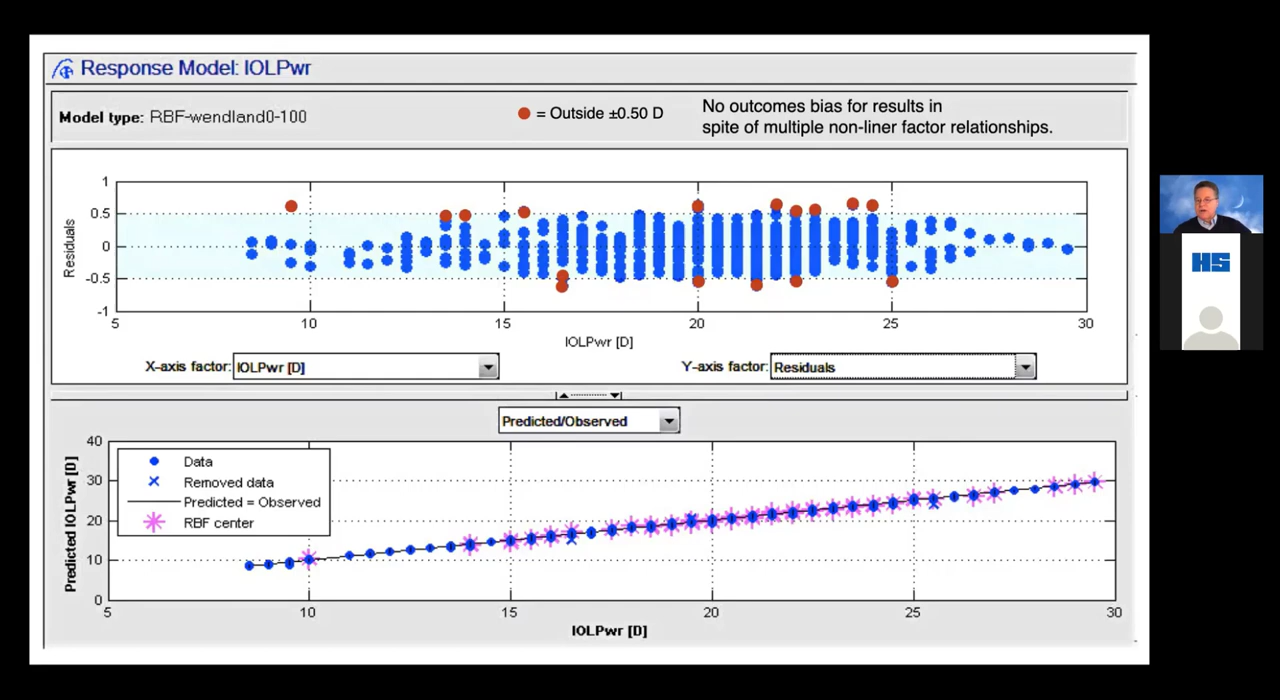 Response Model: IOLPwr
Model type: RBF-wendland0-100
= Outside ±0.50 D
No outcomes bias for results in
spite of multiple non-liner factor relationships.
1
0.5
0
-0.5
-1
Residuals
5 10 15 20 25 30
IOLPwr [D]
X-axis factor: IOLPwr [D]
Y-axis factor: Residuals
Predicted/Observed
40
30
20
10
0
Predicted IOLPwr [D]
Data
Removed data
Predicted = Observed
RBF center
5 10 15 20 25 30
IOLPwr [D]
HS